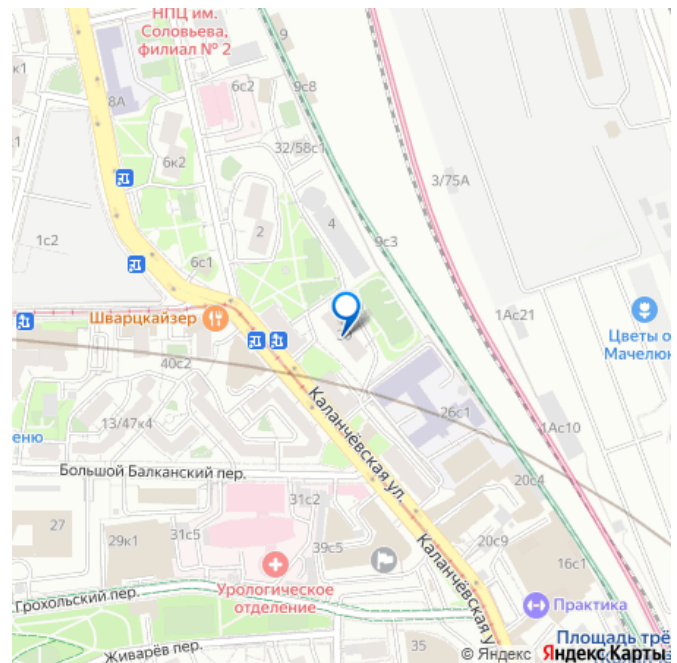 НПЦ им.
Соловьева,
филиал № 2
9
к1
6с2
9с8
8А
32/58с1
6к2
3/75А
4
2
1с2
9с3
6с1
1Ас21
Шварцкайзер
Цветы о
Мачелюк
40с2
Каланчёвская ул.
26с1
13/47к4
1Ас10
еню
Большой Балканский пер.
20с4
31с2
27
31с5
29к1
39с5
20с9
16с1
Каланчёвская у
Урологическое
отделение
Грохольский пер.
Практика
Площадь трё
35
Живарёв пер.
© Яндекс Яндекс Карты